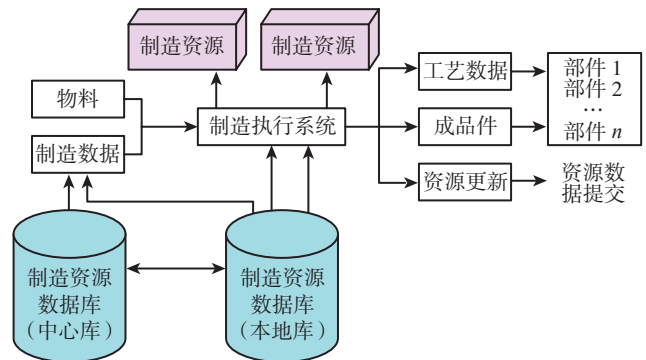 制造资源
制造资源
物料
制造数据
制造执行系统
工艺数据
成品件
资源更新
部件 1
部件 2
…
部件 n
资源数
据提交
制造资源
数据库
（中心库）
制造资源
数据库
（本地库）